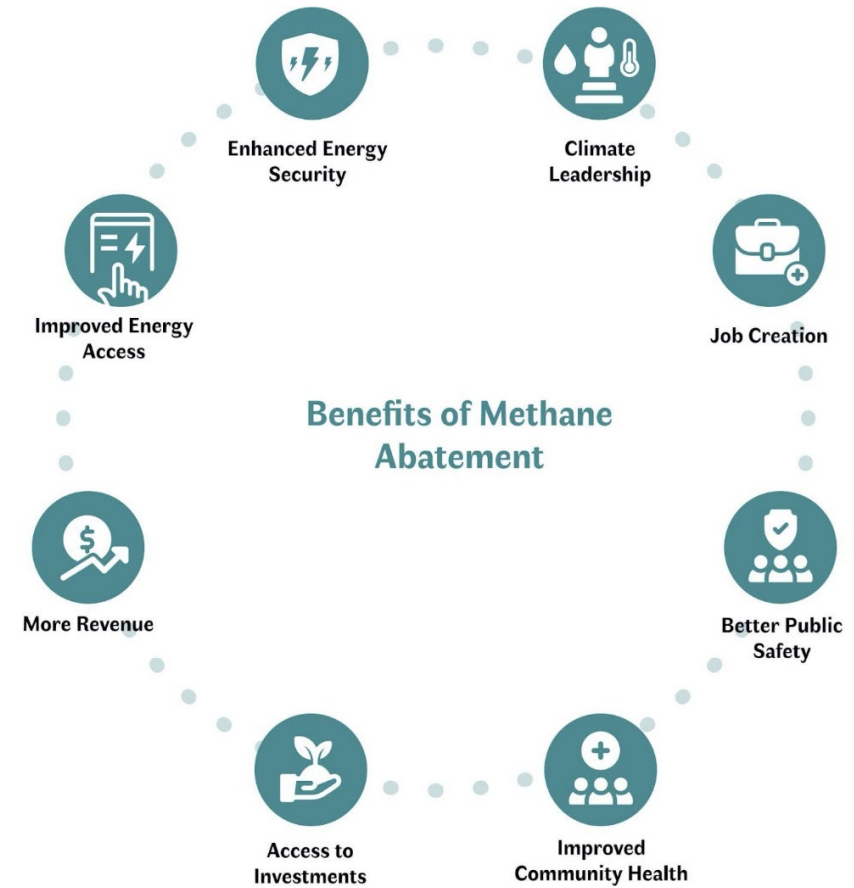 Enhanced Energy
Security
Climate
Leadership
Improved Energy
Access
Job Creation
Benefits of Methane
Abatement
More Revenue
Better Public
Safety
Access to
Investments
Improved
Community Health